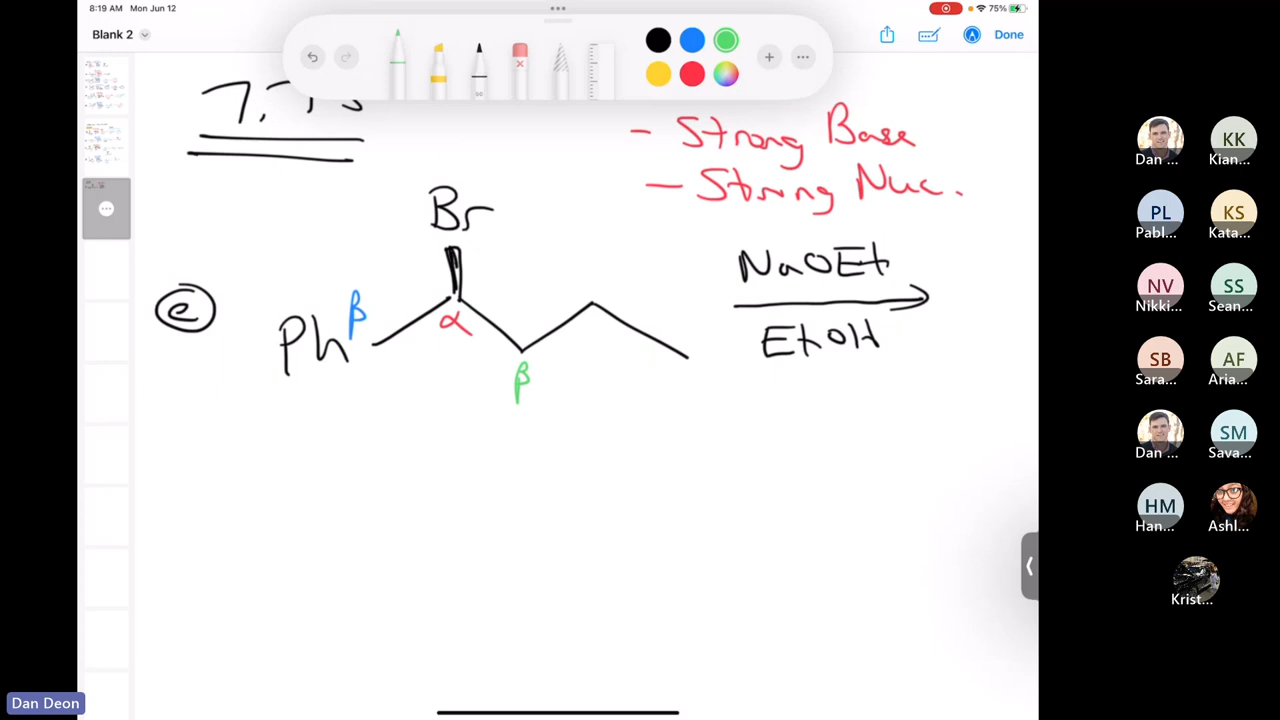 8:19 AM Mon Jun 12
75%
Blank 2
Done
- Strong Base
- Strong Nuc.
Br
e
Ph
β
α
β
NaOEt
EtOH
Dan ...
KK
Kian...
PL
Pabl...
KS
Kata...
NV
Nikki...
SS
Sean...
SB
Sara...
AF
Aria...
Dan ...
SM
Sava...
HM
Han...
Ashl...
Krist...
Dan Deon